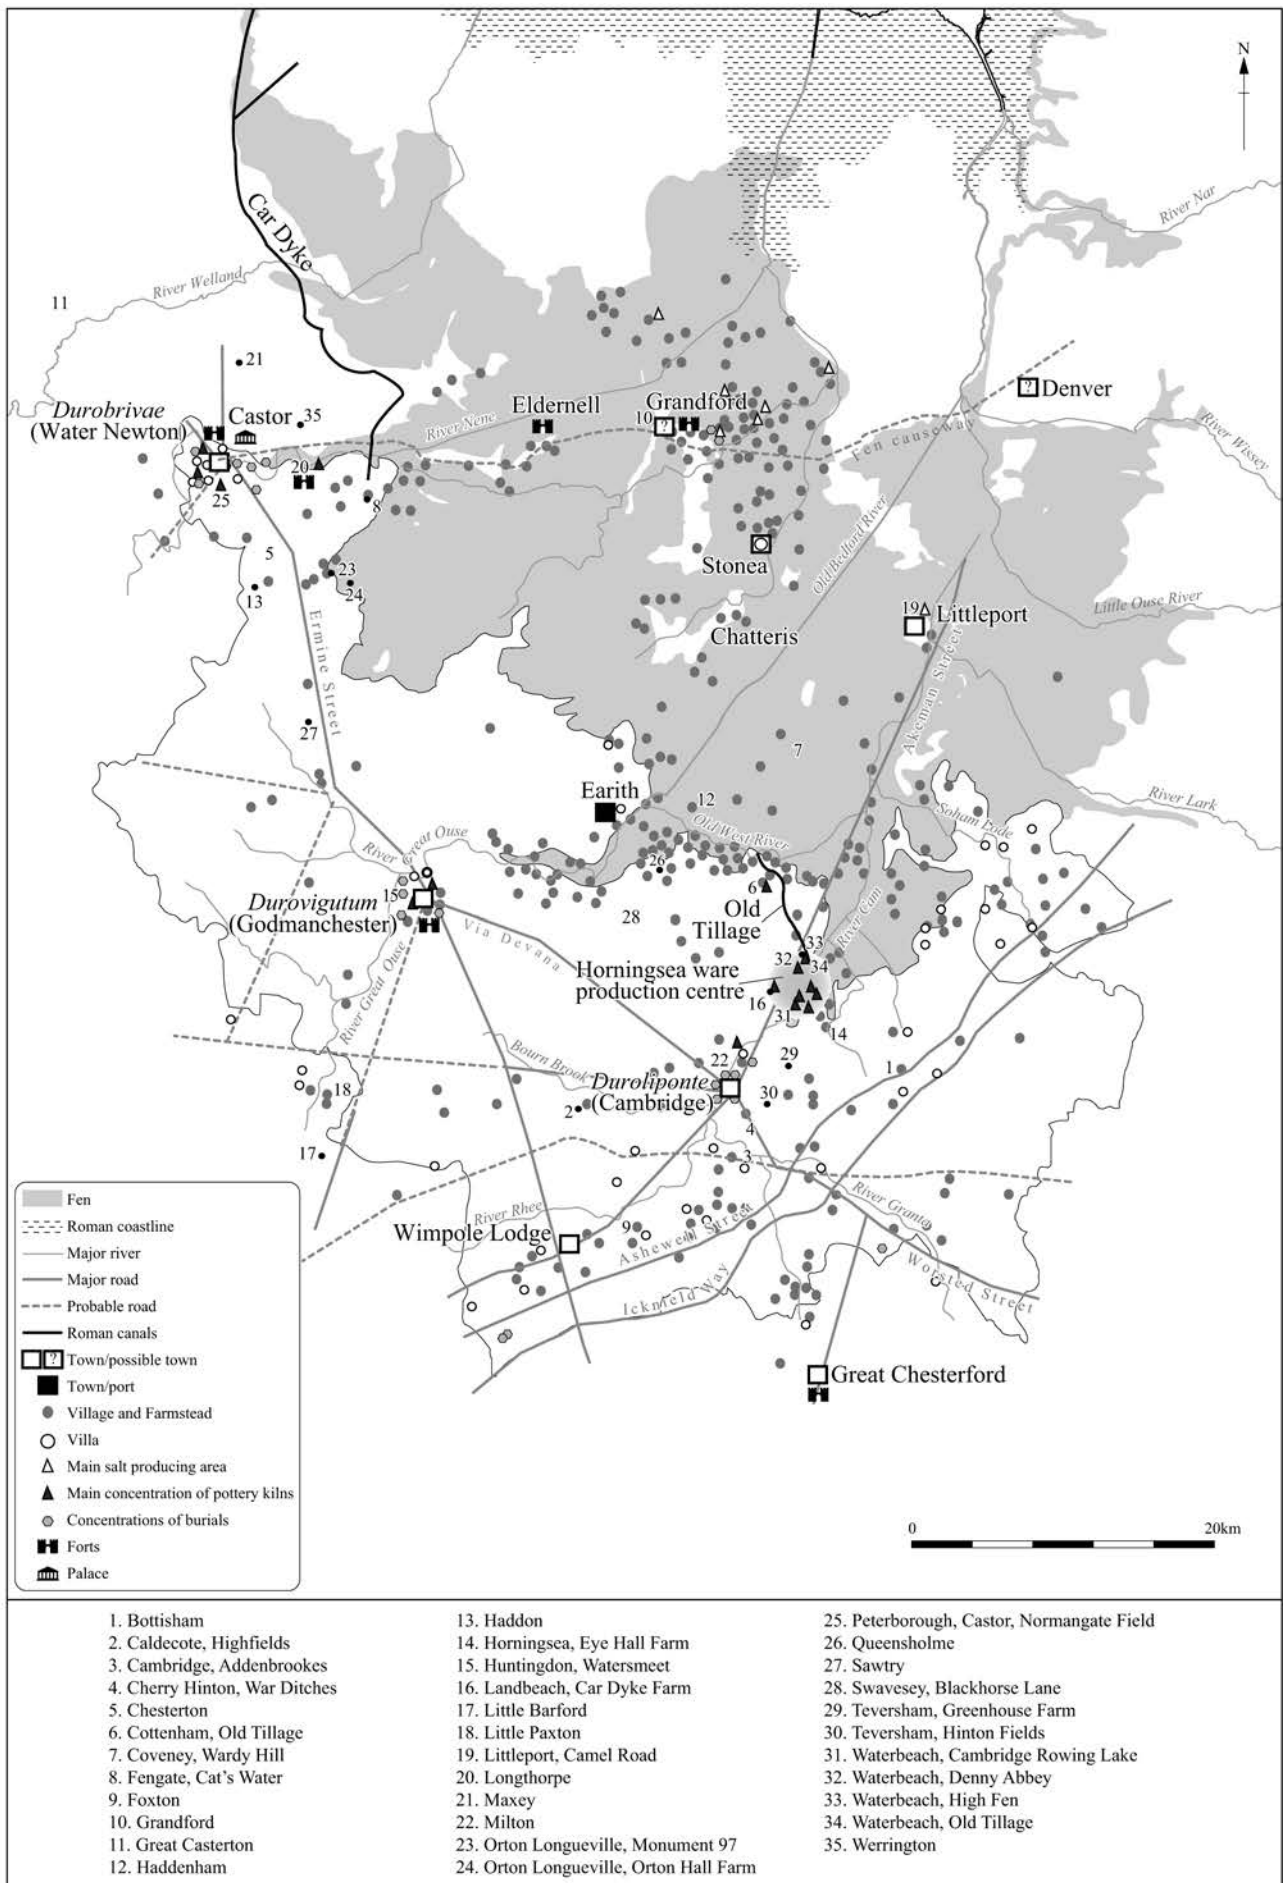 N
Car Dyke
River Nar
River Welland
11
21
Durobrivae
(Water Newton)
Castor
35
Eldernell
Grandford
10
?
?
Denver
River Nene
Fen causeway
River Wissey
20
25
8
5
Stonea
Old Bedford River
23
24
13
Ermine Street
19
Littleport
Little Ouse River
Chatteris
Akeman Street
27
7
Earith
12
River Lark
Soham Lode
River Great Ouse
Old West River
26
6
15
Durovigutum
(Godmanchester)
28
Old
Tillage
River Cam
Via Devana
33
32
34
Horningsea ware
production centre
16
31
14
River Great Ouse
Bourn Brook
22
29
1
Duroliponte
(Cambridge)
18
2
30
4
17
3
River Rhee
9
River Granta
Wimpole Lodge
Ashewell Street
Worsted Street
Icknield Way
Great Chesterford
Fen
Roman coastline
Major river
Major road
Probable road
Roman canals
? Town/possible town
Town/port
Village and Farmstead
Villa
Main salt producing area
Main concentration of pottery kilns
Concentrations of burials
Forts
Palace
0 20km
1. Bottisham
2. Caldecote, Highfields
3. Cambridge, Addenbrookes
4. Cherry Hinton, War Ditches
5. Chesterton
6. Cottenham, Old Tillage
7. Coveney, Wardy Hill
8. Fengate, Cat's Water
9. Foxton
10. Grandford
11. Great Casterton
12. Haddenham
13. Haddon
14. Horningsea, Eye Hall Farm
15. Huntingdon, Watersmeet
16. Landbeach, Car Dyke Farm
17. Little Barford
18. Little Paxton
19. Littleport, Camel Road
20. Longthorpe
21. Maxey
22. Milton
23. Orton Longueville, Monument 97
24. Orton Longueville, Orton Hall Farm
25. Peterborough, Castor, Normangate Field
26. Queensholme
27. Sawtry
28. Swavesey, Blackhorse Lane
29. Teversham, Greenhouse Farm
30. Teversham, Hinton Fields
31. Waterbeach, Cambridge Rowing Lake
32. Waterbeach, Denny Abbey
33. Waterbeach, High Fen
34. Waterbeach, Old Tillage
35. Werrington